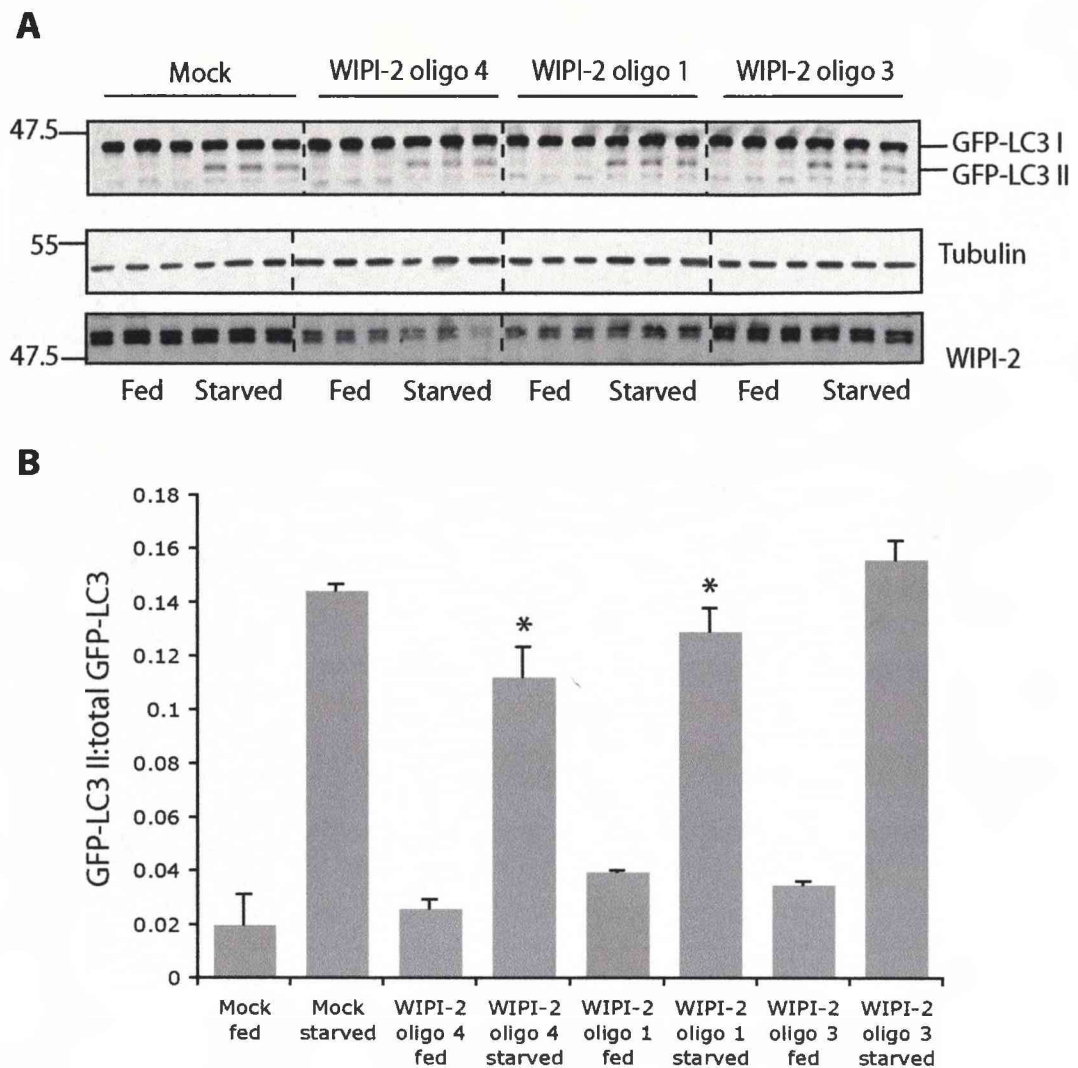 A
Mock
WIPI-2 oligo 4
WIPI-2 oligo 1
WIPI-2 oligo 3
47.5
GFP-LC3 I
GFP-LC3 II
55
Tubulin
47.5
WIPI-2
Fed
Starved
Fed
Starved
Fed
Starved
Fed
Starved
B
GFP-LC3 II:total GFP-LC3
0.18
0.16
0.14
0.12
0.1
0.08
0.06
0.04
0.02
0
*
*
Mock
fed
Mock
starved
WIPI-2
oligo 4
fed
WIPI-2
oligo 4
starved
WIPI-2
oligo 1
fed
WIPI-2
oligo 1
starved
WIPI-2
oligo 3
fed
WIPI-2
oligo 3
starved